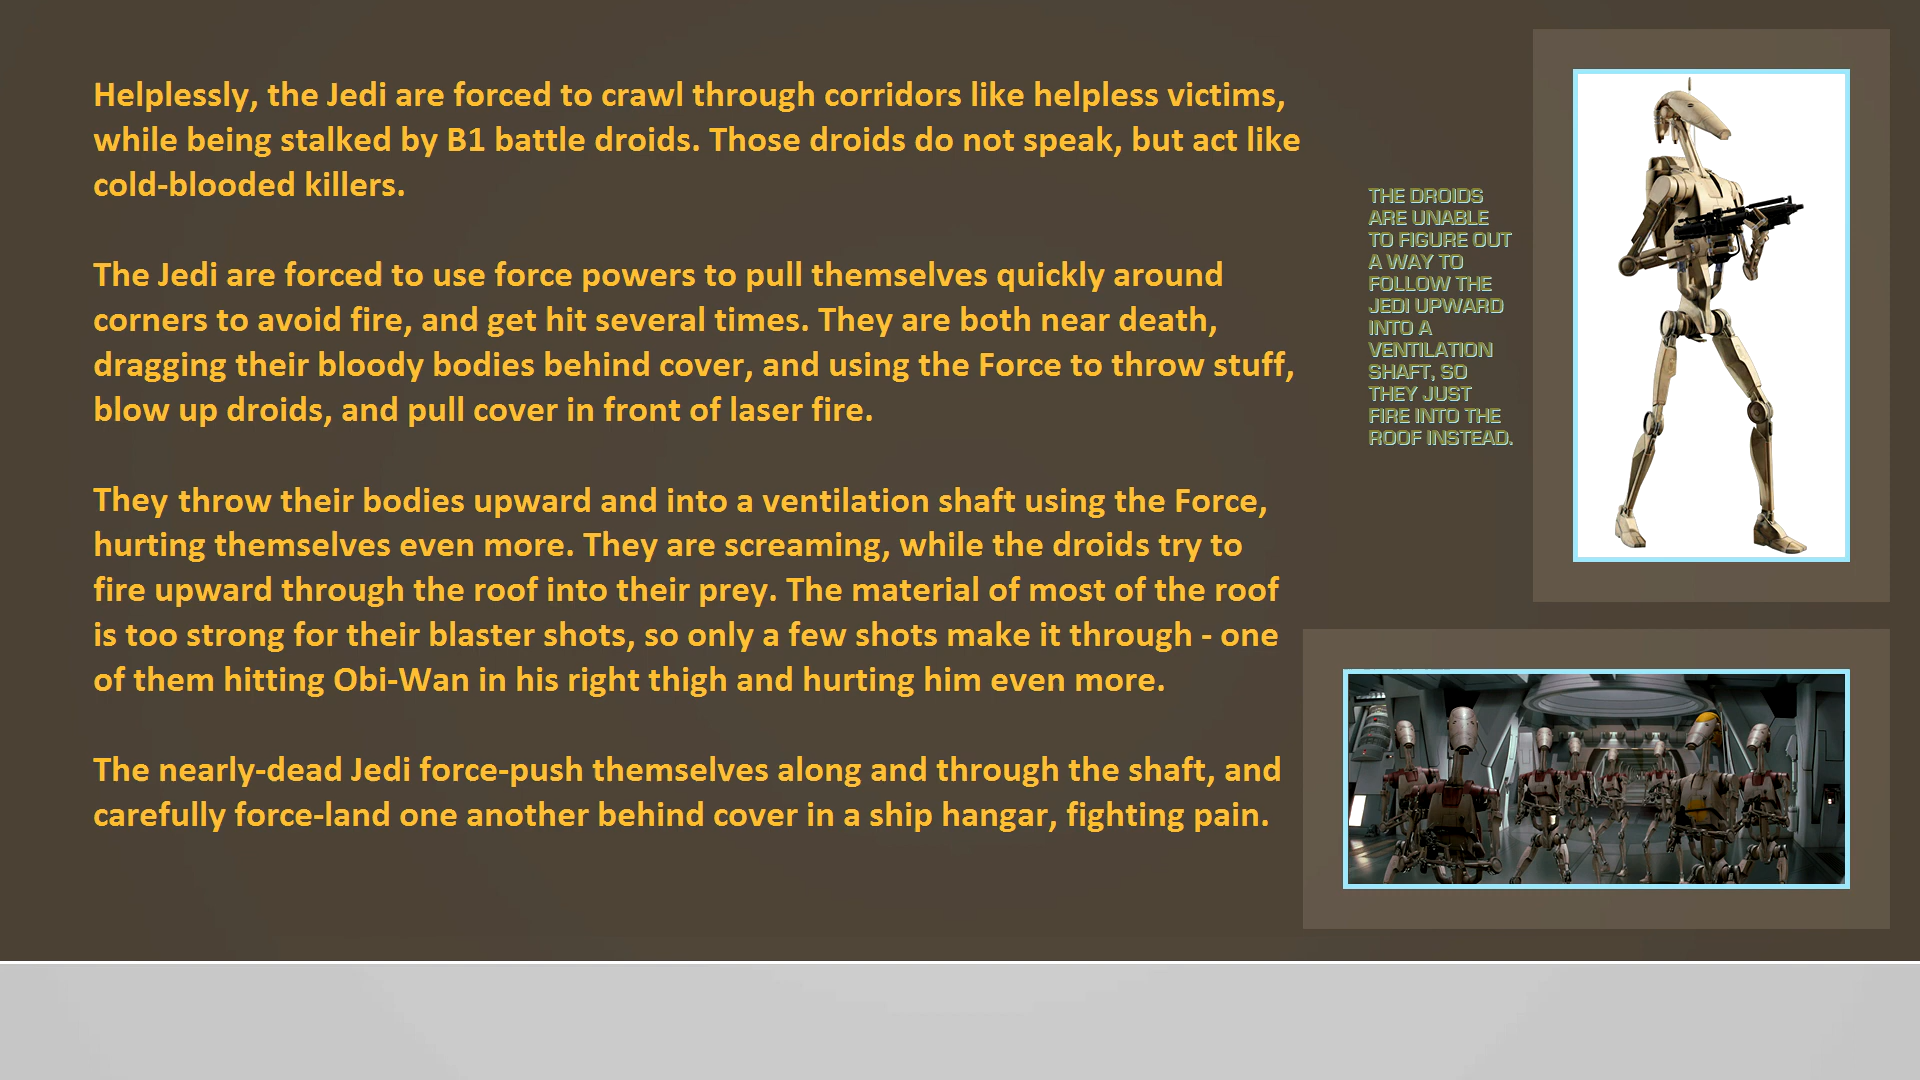 Helplessly, the Jedi are forced to crawl through corridors like helpless victims,
while being stalked by B1 battle droids. Those droids do not speak, but act like
cold-blooded killers.
The Jedi are forced to use force powers to pull themselves quickly around
corners to avoid fire, and get hit several times. They are both near death,
dragging their bloody bodies behind cover, and using the Force to throw stuff,
blow up droids, and pull cover in front of laser fire.
They throw their bodies upward and into a ventilation shaft using the Force,
hurting themselves even more. They are screaming, while the droids try to
fire upward through the roof into their prey. The material of most of the roof
is too strong for their blaster shots, so only a few shots make it through - one
of them hitting Obi-Wan in his right thigh and hurting him even more.
The nearly-dead Jedi force-push themselves along and through the shaft, and
carefully force-land one another behind cover in a ship hangar, fighting pain.
THE DROIDS
ARE UNABLE
TO FIGURE OUT
A WAY TO
FOLLOW THE
JEDI UPWARD
INTO A
VENTILATION
SHAFT, SO
THEY JUST
FIRE INTO THE
ROOF INSTEAD.